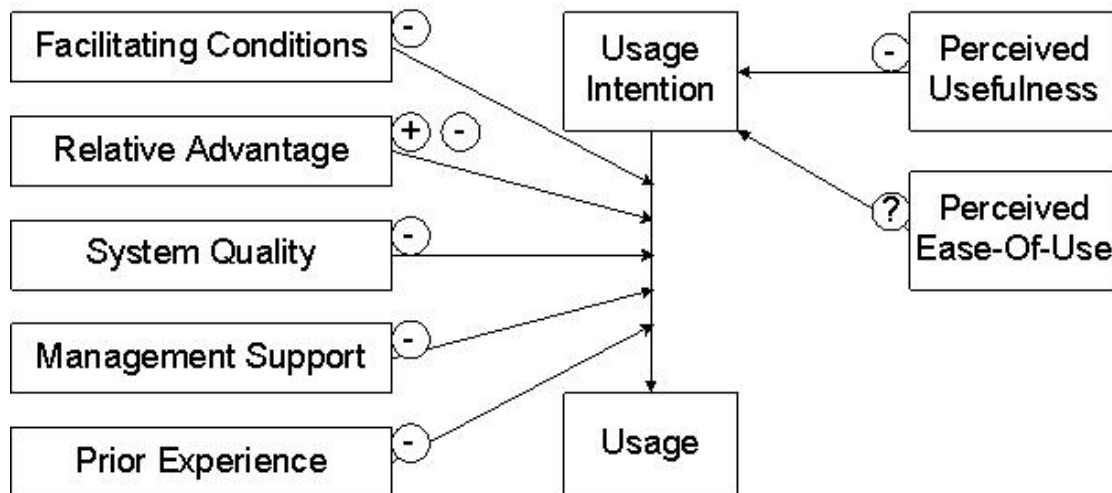 Facilitating Conditions
-
Relative Advantage
+ -
System Quality
-
Management Support
-
Prior Experience
-
Usage
Intention
Usage
-
Perceived
Usefulness
?
Perceived
Ease-Of-Use